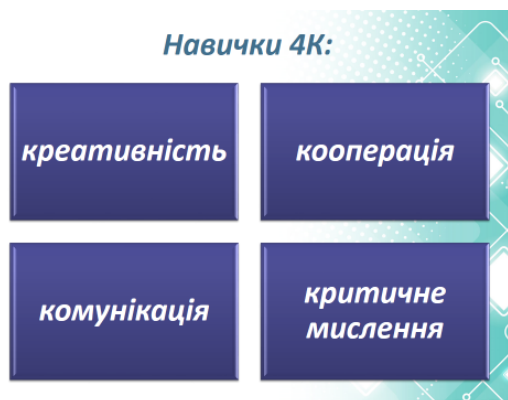 Навички 4К:
креативність
кооперація
комунікація
критичне
мислення